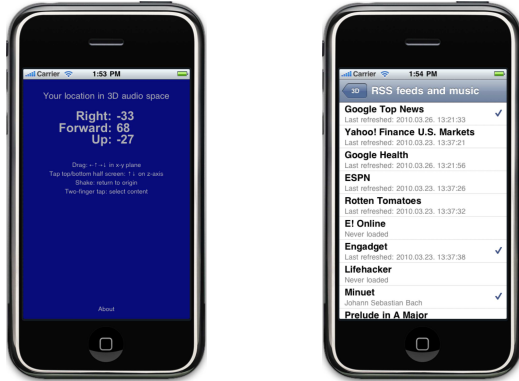 Carrier 1:53 PM
Your location in 3D audio space
Right: -33
Forward: 68
Up: -27
Drag: ←↑→↓ in x-y plane
Tap top/bottom half screen: ↑↓ on z-axis
Shake: return to origin
Two-finger tap: select content
About
Carrier 1:54 PM
3D RSS feeds and music
Google Top News
Last refreshed: 2010.03.26. 13:21:33
Yahoo! Finance U.S. Markets
Last refreshed: 2010.03.23. 13:37:21
Google Health
Last refreshed: 2010.03.26. 13:21:56
ESPN
Last refreshed: 2010.03.23. 13:37:26
Rotten Tomatoes
Last refreshed: 2010.03.23. 13:37:32
E! Online
Never loaded
Engadget
Last refreshed: 2010.03.23. 13:37:38
Lifehacker
Never loaded
Minuet
Johann Sebastian Bach
Prelude in A Major